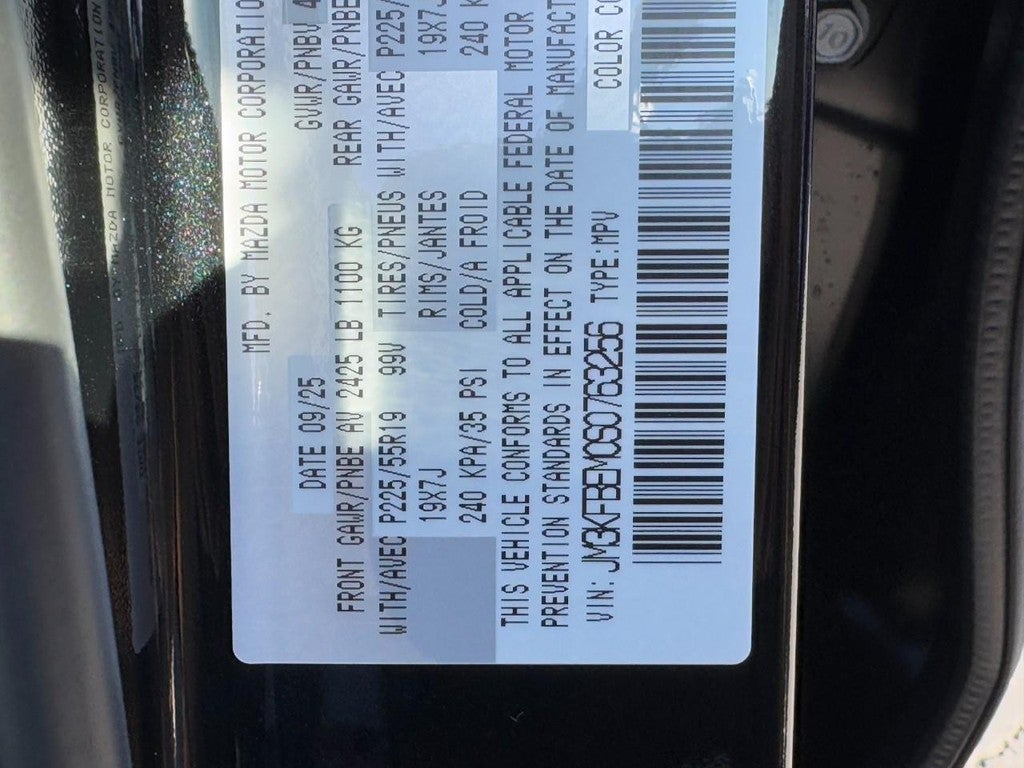 MFD. BY MAZDA MOTOR CORPORATION
DATE 09/25 GVWR/PNBV 4
FRONT GAWR/PNBE AV 2425 LB 1100 KG REAR GAWR/PNBE
WITH/AVEC P225/55R19 99V TIRES/PNEUS WITH/AVEC P225/
19X7J RIMS/JANTES 19X7J
240 KPA/35 PSI COLD/A FROID 240 K
THIS VEHICLE CONFORMS TO ALL APPLICABLE FEDERAL MOTOR
PREVENTION STANDARDS IN EFFECT ON THE DATE OF MANUFACT
VIN: JM3KFBEM0S0763256 TYPE:MPV COLOR CO